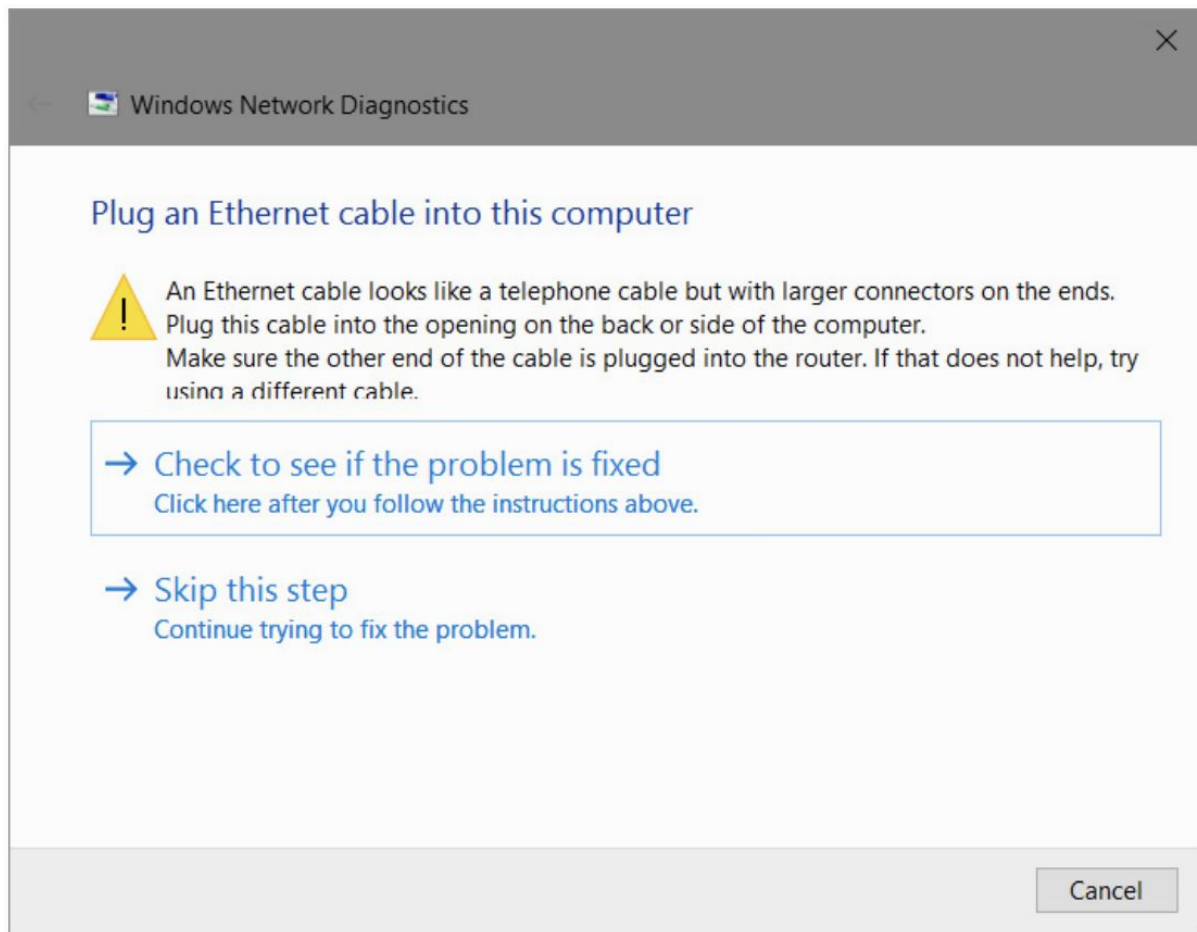 Windows Network Diagnostics
Plug an Ethernet cable into this computer
An Ethernet cable looks like a telephone cable but with larger connectors on the ends.
Plug this cable into the opening on the back or side of the computer.
Make sure the other end of the cable is plugged into the router. If that does not help, try
using a different cable.
Check to see if the problem is fixed
Click here after you follow the instructions above.
Skip this step
Continue trying to fix the problem.
Cancel